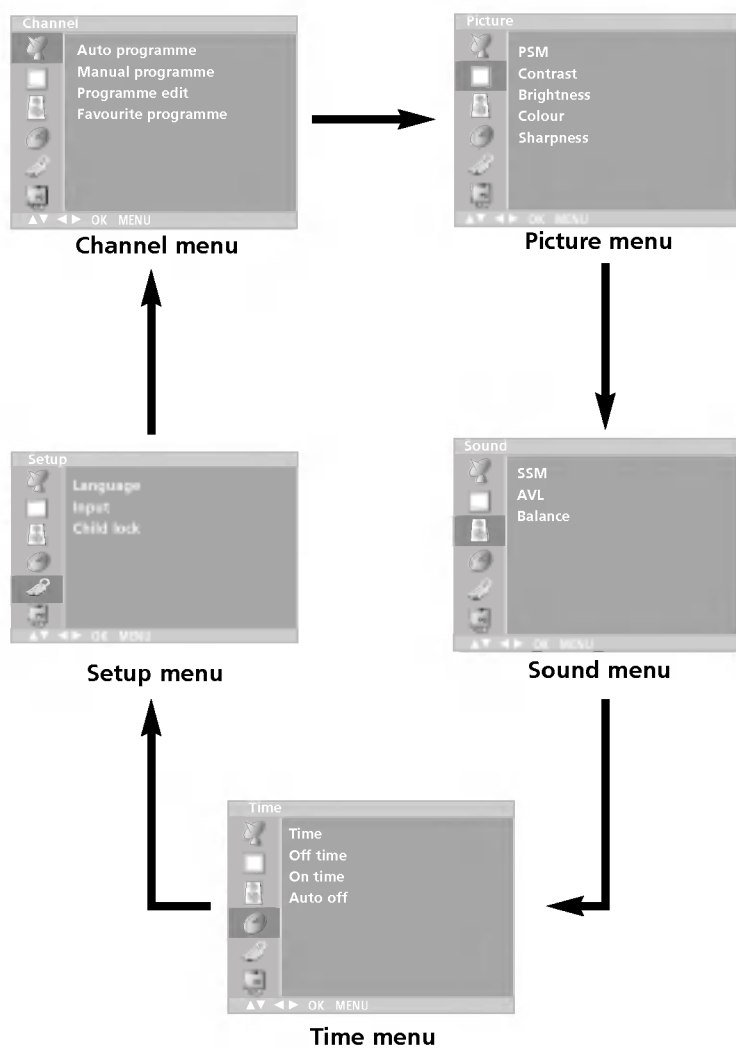 Channel
Auto programme
Manual programme
Programme edit
Favourite programme
▲▼ ◄► OK MENU
Channel menu
Picture
PSM
Contrast
Brightness
Colour
Sharpness
▲▼ ◄► OK MENU
Picture menu
Sound
SSM
AVL
Balance
▲▼ ◄► OK MENU
Sound menu
Time
Time
Off time
On time
Auto off
▲▼ ◄► OK MENU
Time menu
Setup
Language
Input
Child lock
▲▼ ◄► OK MENU
Setup menu